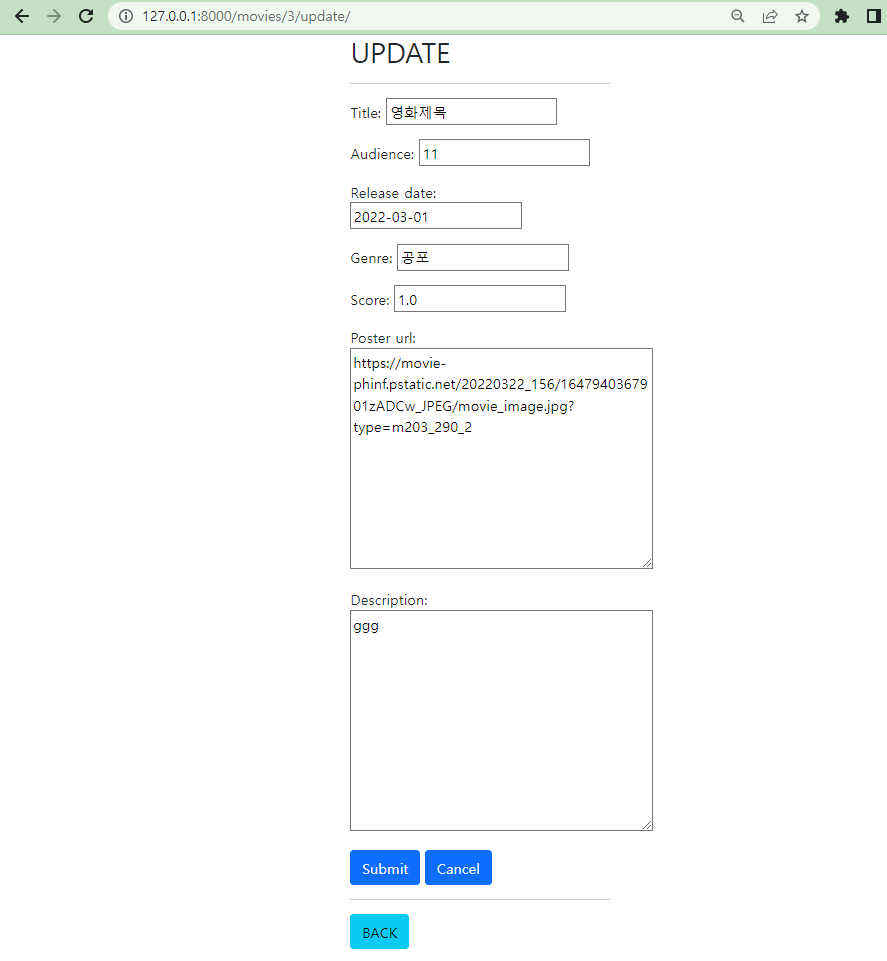 127.0.0.1:8000/movies/3/update/
UPDATE
Title: 영화제목
Audience: 11
Release date:
2022-03-01
Genre: 공포
Score: 1.0
Poster url:
https://movie-
phinf.pstatic.net/20220322_156/16479403679
01zADCw_JPEG/movie_image.jpg?
type=m203_290_2
Description:
ggg
Submit Cancel
BACK